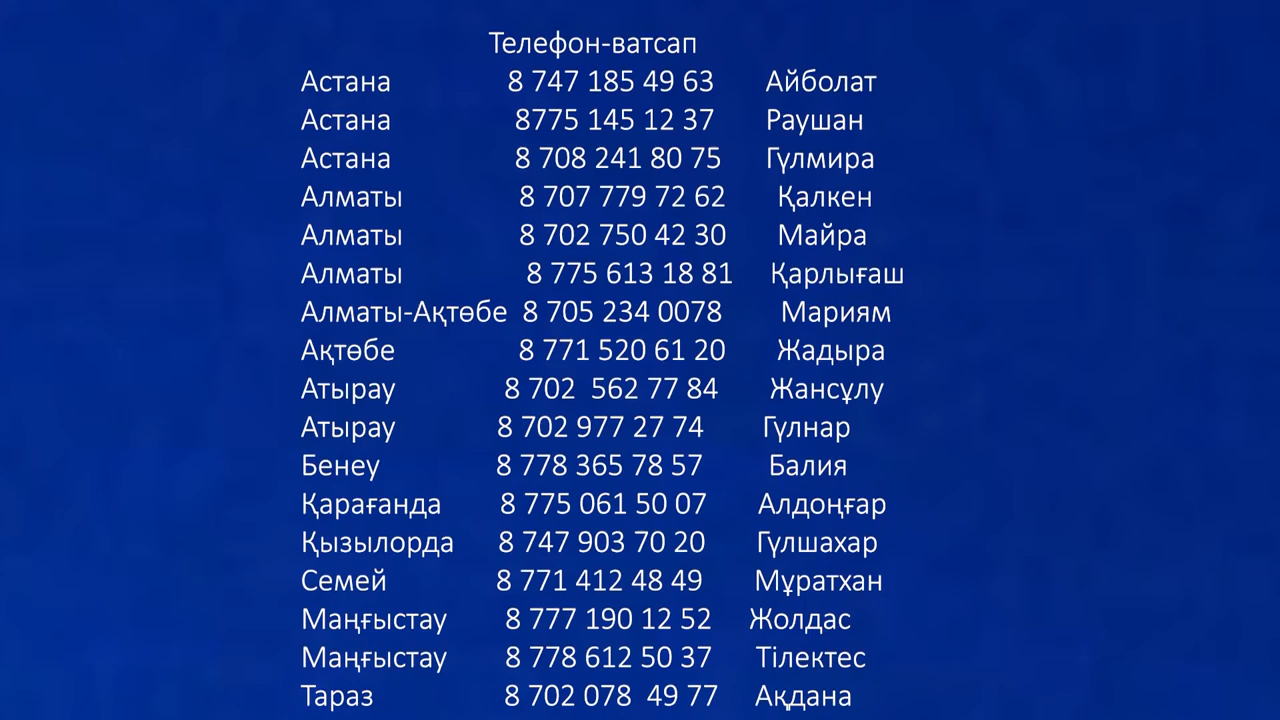 Телефон-ватсап
Астана 8 747 185 49 63 Айболат
Астана 8775 145 12 37 Раушан
Астана 8 708 241 80 75 Гүлмира
Алматы 8 707 779 72 62 Қалкен
Алматы 8 702 750 42 30 Майра
Алматы 8 775 613 18 81 Қарлығаш
Алматы-Ақтөбе 8 705 234 0078 Мариям
Ақтөбе 8 771 520 61 20 Жадыра
Атырау 8 702 562 77 84 Жансұлу
Атырау 8 702 977 27 74 Гүлнар
Бенеу 8 778 365 78 57 Балия
Қарағанда 8 775 061 50 07 Алдоңғар
Қызылорда 8 747 903 70 20 Гүлшахар
Семей 8 771 412 48 49 Мұратхан
Маңғыстау 8 777 190 12 52 Жолдас
Маңғыстау 8 778 612 50 37 Тілектес
Тараз 8 702 078 49 77 Ақдана